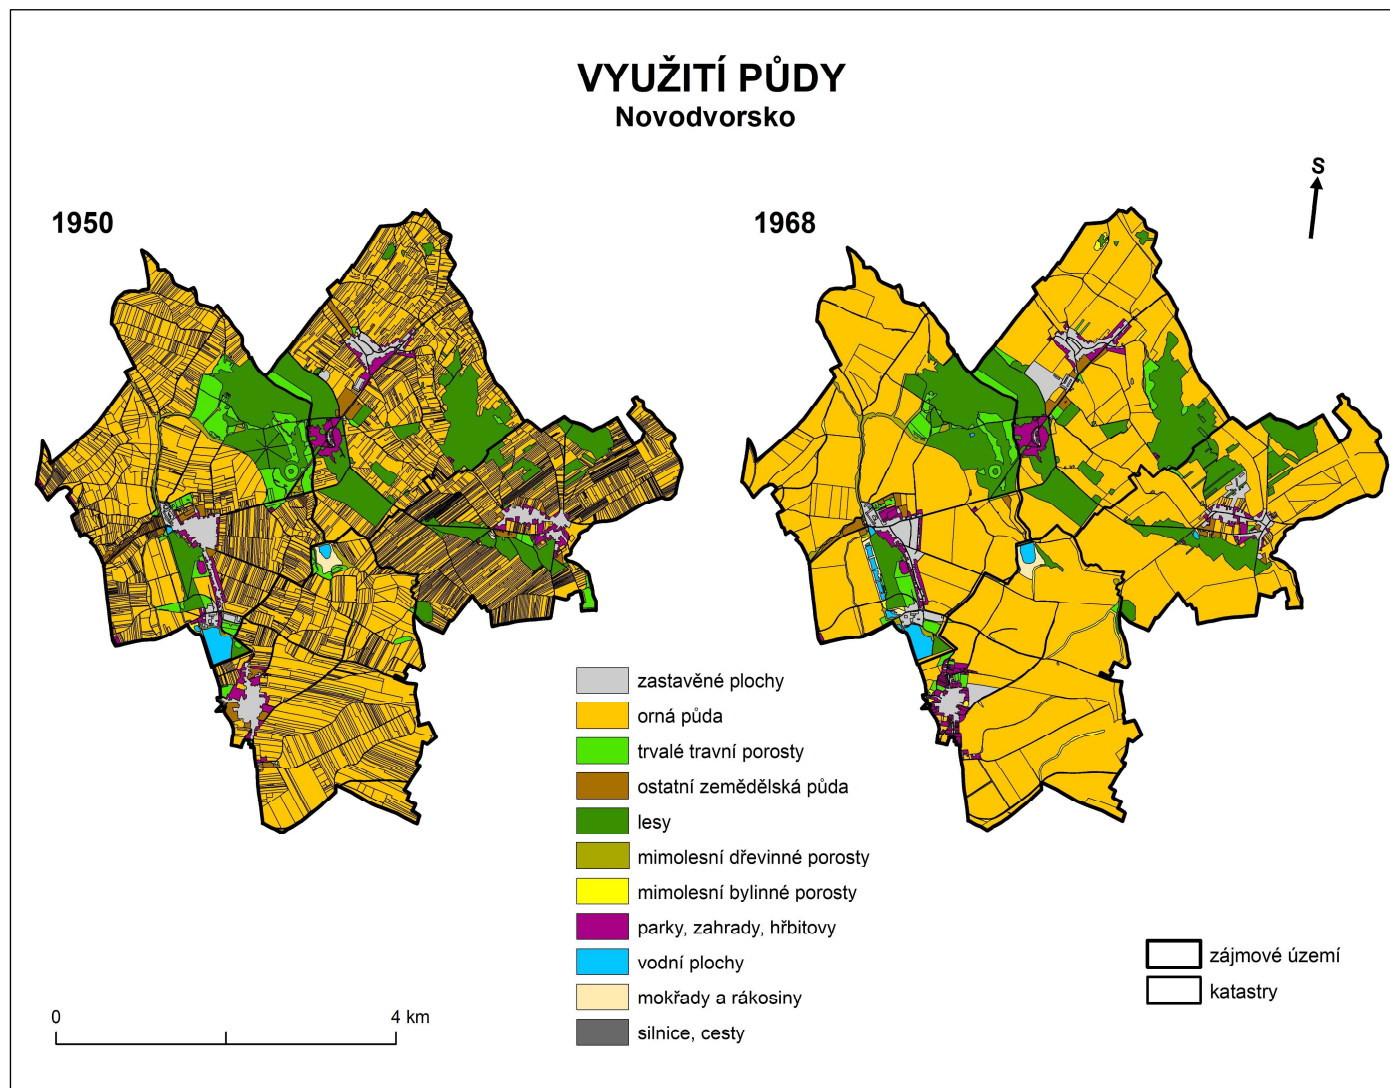 VYUŽITÍ PŮDY
Novodvorsko
S
1950
1968
zastavěné plochy
orná půda
trvalé travní porosty
ostatní zemědělská půda
lesy
mimolesní dřevinné porosty
mimolesní bylinné porosty
parky, zahrady, hřbitovy
vodní plochy
mokřady a rákosiny
silnice, cesty
zájmové území
katastry
0
4 km